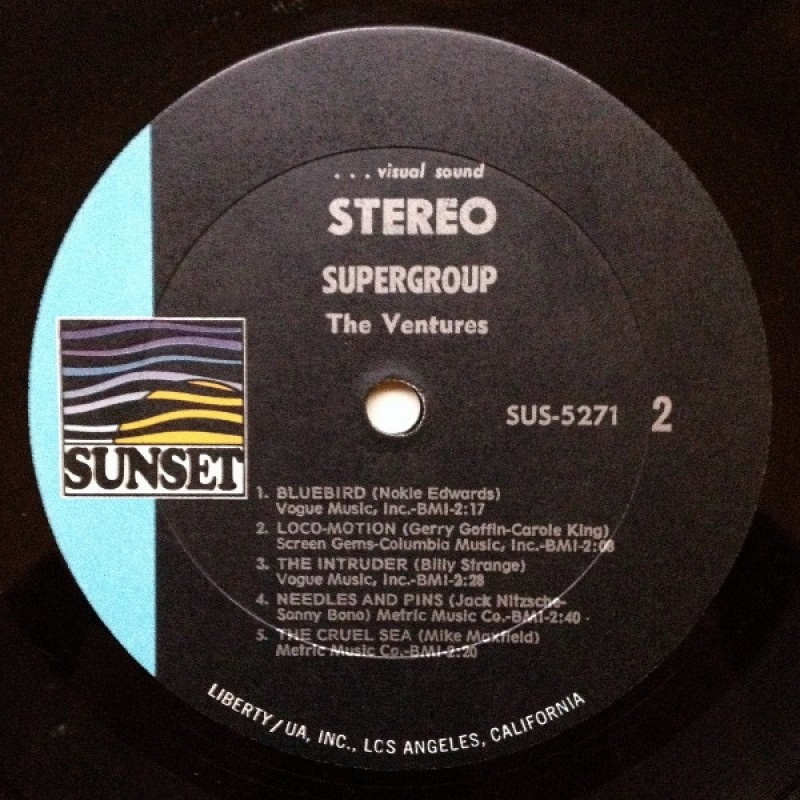 . . . visual sound
STEREO
SUPERGROUP
The Ventures
SUS-5271 2
SUNSET
1. BLUEBIRD (Nokie Edwards)
Vogue Music, Inc.-BMI-2:17
2. LOCO-MOTION (Gerry Goffin-Carole King)
Screen Gems-Columbia Music, Inc.-BMI-2:08
3. THE INTRUDER (Billy Strange)
Vogue Music, Inc.-BMI-2:28
4. NEEDLES AND PINS (Jack Nitzsche-
Sonny Bono) Metric Music Co.-BMI-2:40
5. THE CRUEL SEA (Mike Maxfield)
Metric Music Co.-BMI-2:20
LIBERTY/UA, INC., LOS ANGELES, CALIFORNIA